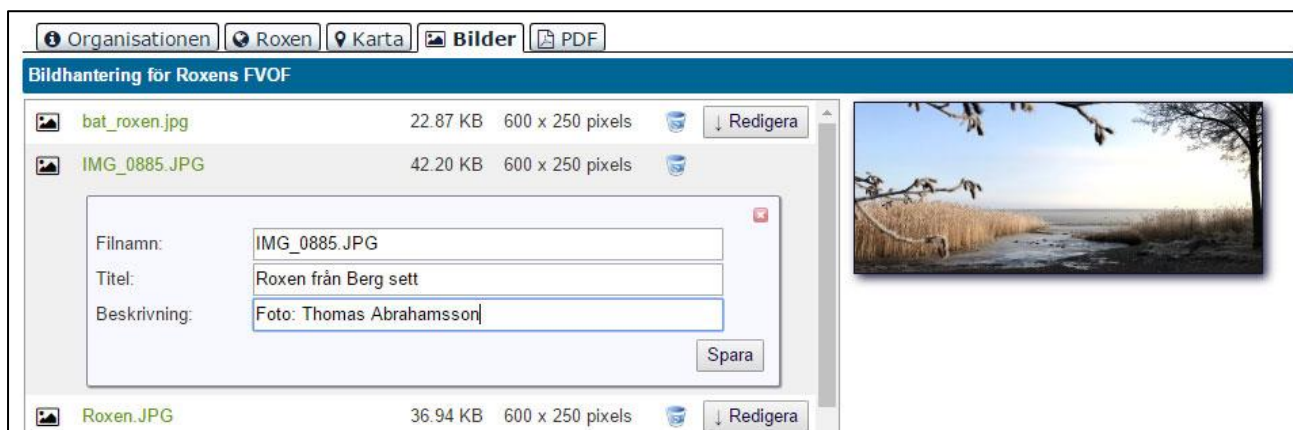 Organisationen Roxen Karta Bilder PDF
Bildhantering för Roxens FVOF
bat_roxen.jpg 22.87 KB 600 x 250 pixels ↓ Redigera
IMG_0885.JPG 42.20 KB 600 x 250 pixels
Filnamn: IMG_0885.JPG
Titel: Roxen från Berg sett
Beskrivning: Foto: Thomas Abrahamsson
Spara
Roxen.JPG 36.94 KB 600 x 250 pixels ↓ Redigera